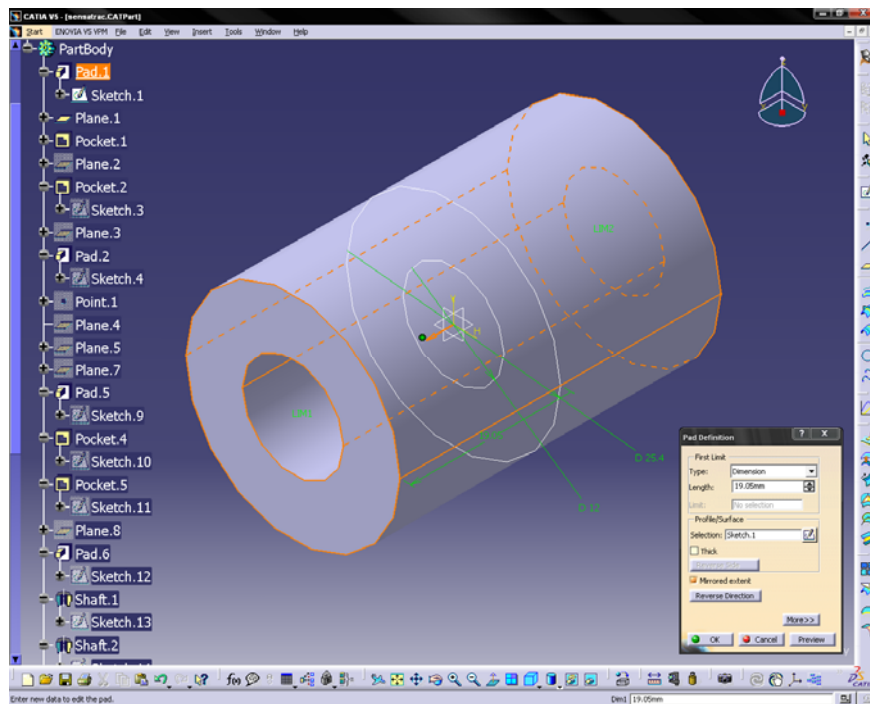 CATIA V5 - [sensatrac.CATPart]
Start ENOVIA V5 VPM File Edit View Insert Tools Window Help
PartBody
Pad.1
Sketch.1
Plane.1
Pocket.1
Plane.2
Pocket.2
Sketch.3
Plane.3
Pad.2
Sketch.4
Point.1
Plane.4
Plane.5
Plane.7
Pad.5
Sketch.9
Pocket.4
Sketch.10
Pocket.5
Sketch.11
Plane.8
Pad.6
Sketch.12
Shaft.1
Sketch.13
Shaft.2
V
H
LIM1
19.05
D 25.4
D 12
Pad Definition
First Limit
Type: Dimension
Length: 19.05mm
Limit: No selection
Profile/Surface
Selection: Sketch.1
Thick
Reverse Side
Mirrored extent
Reverse Direction
More>>
OK Cancel Preview
Enter new data to edit the pad.
Dim1 19.05mm